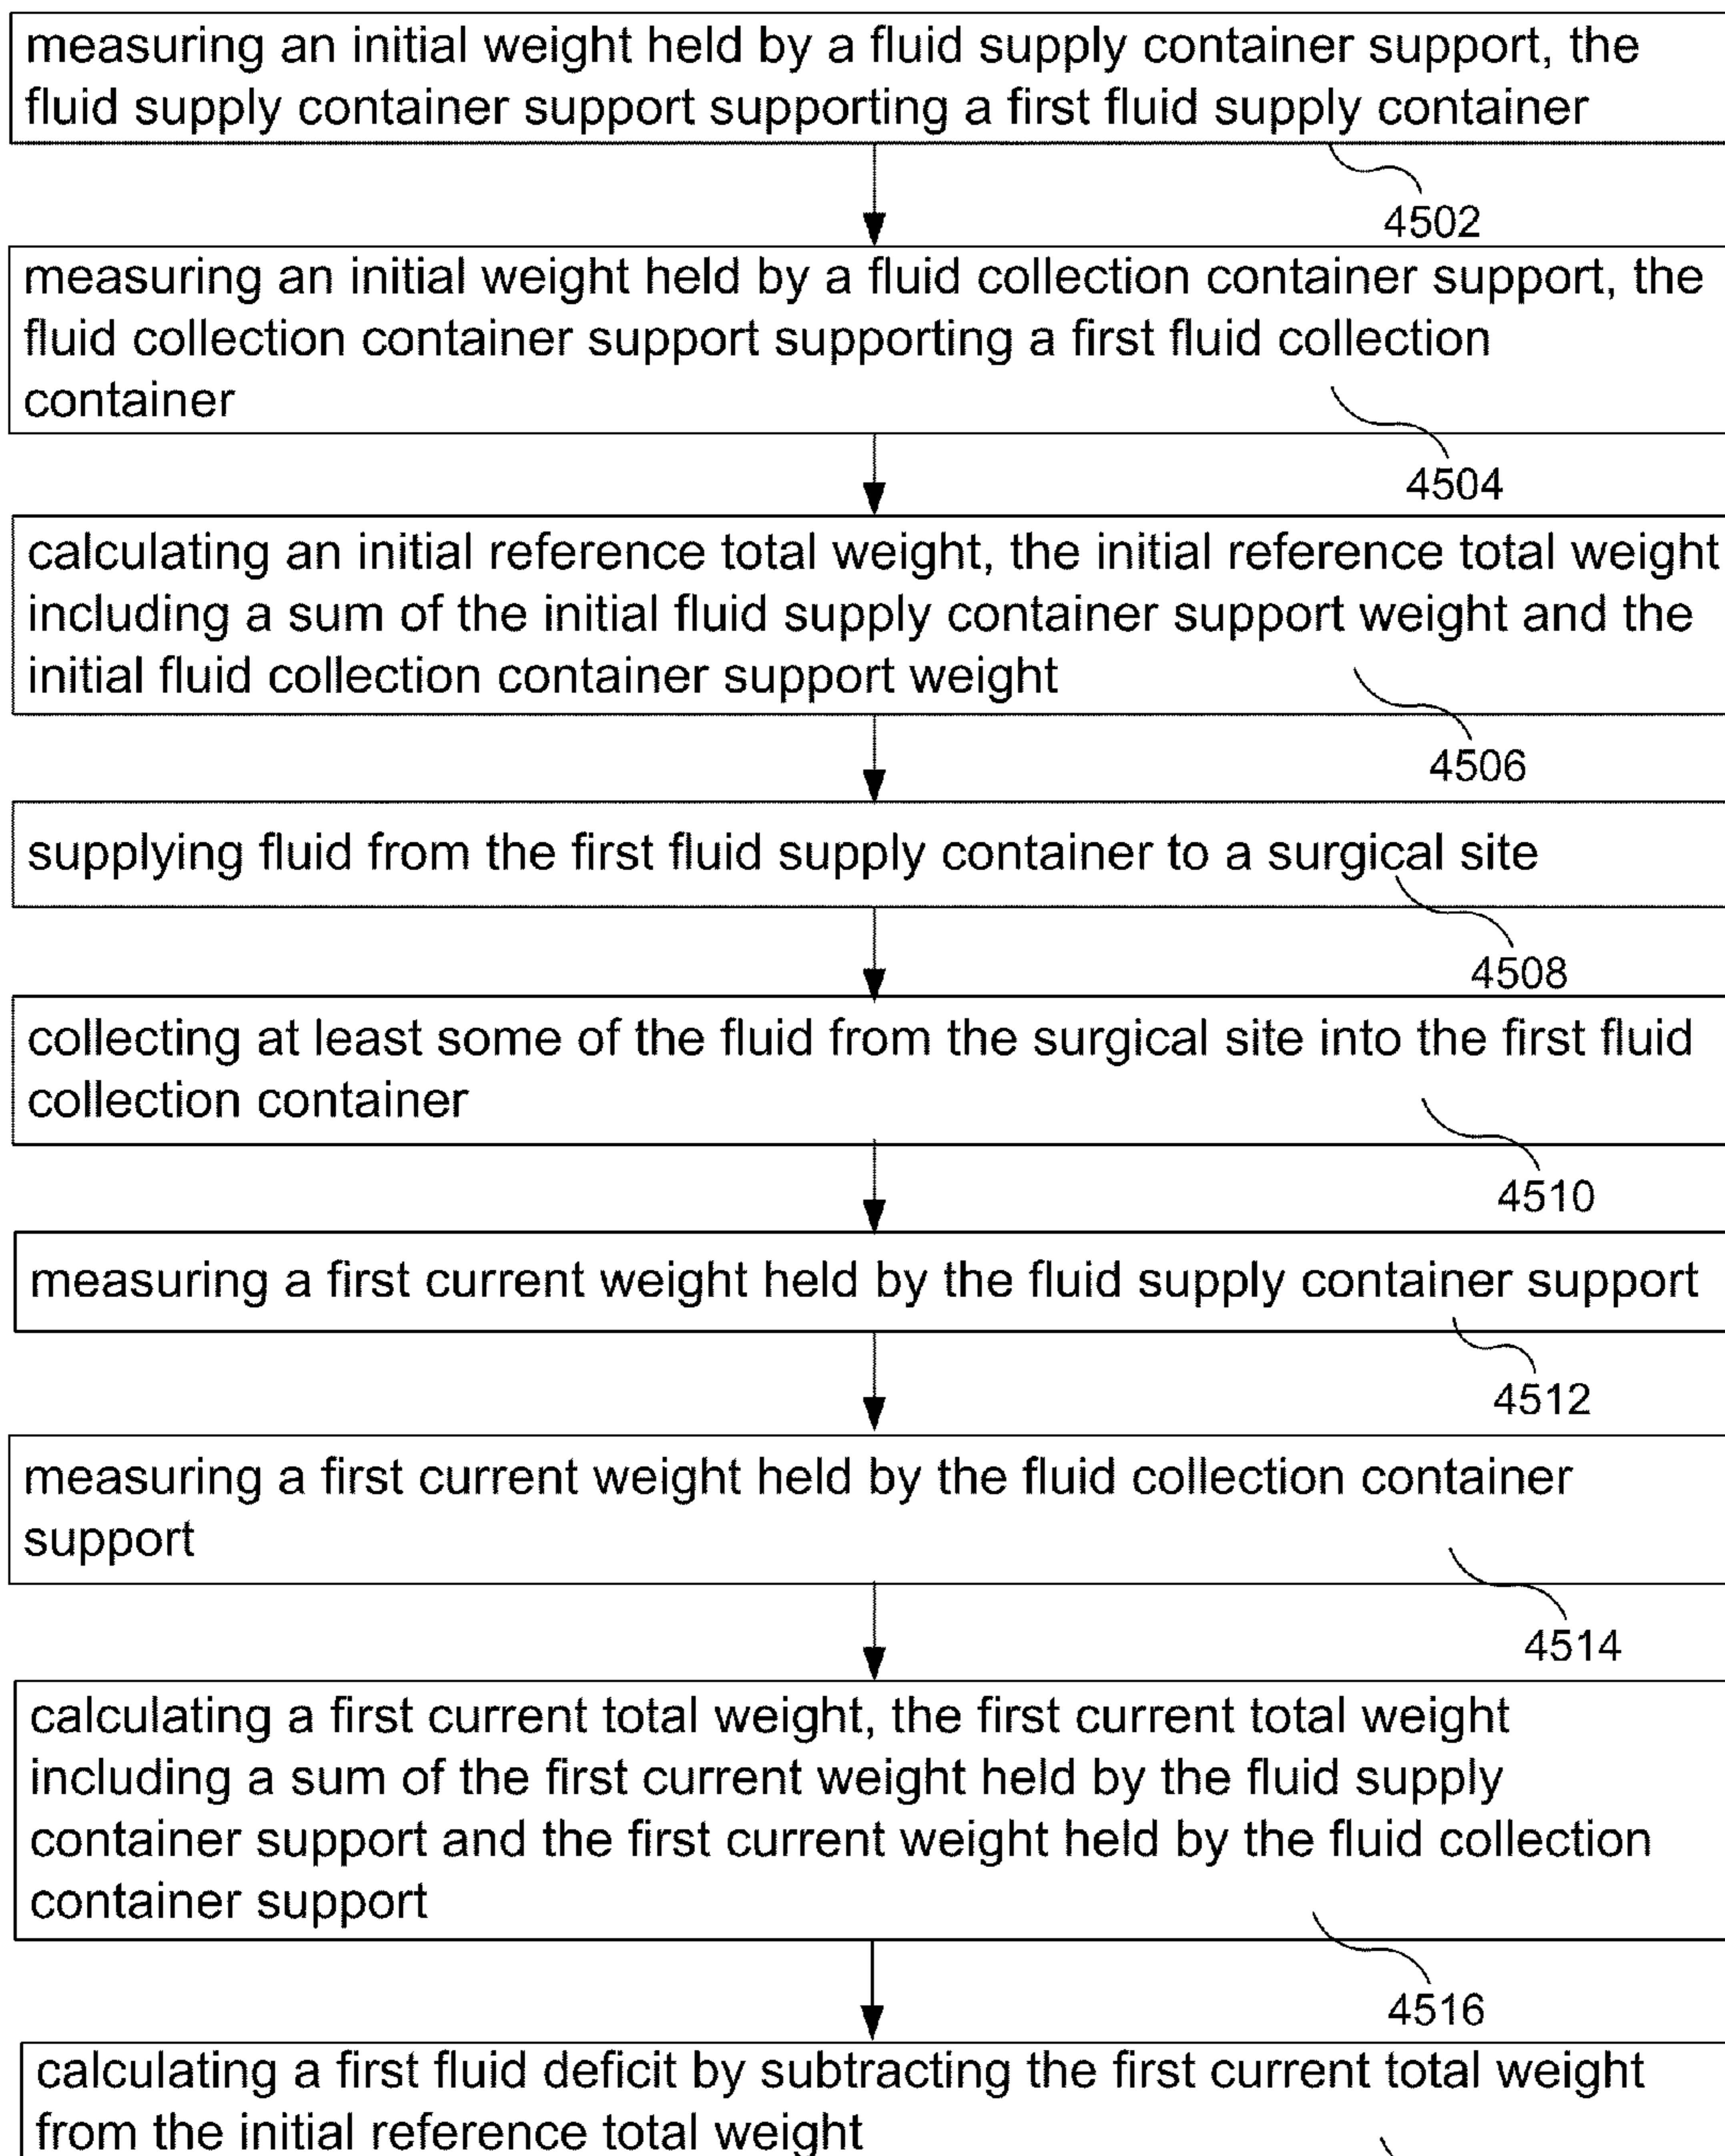 measuring an initial weight held by a fluid supply container support, the
fluid supply container support supporting a first fluid supply container
4502
measuring an initial weight held by a fluid collection container support, the
fluid collection container support supporting a first fluid collection
container
4504
calculating an initial reference total weight, the initial reference total weight
including a sum of the initial fluid supply container support weight and the
initial fluid collection container support weight
4506
supplying fluid from the first fluid supply container to a surgical site
4508
collecting at least some of the fluid from the surgical site into the first fluid
collection container
4510
measuring a first current weight held by the fluid supply container support
4512
measuring a first current weight held by the fluid collection container
support
4514
calculating a first current total weight, the first current total weight
including a sum of the first current weight held by the fluid supply
container support and the first current weight held by the fluid collection
container support
4516
calculating a first fluid deficit by subtracting the first current total weight
from the initial reference total weight